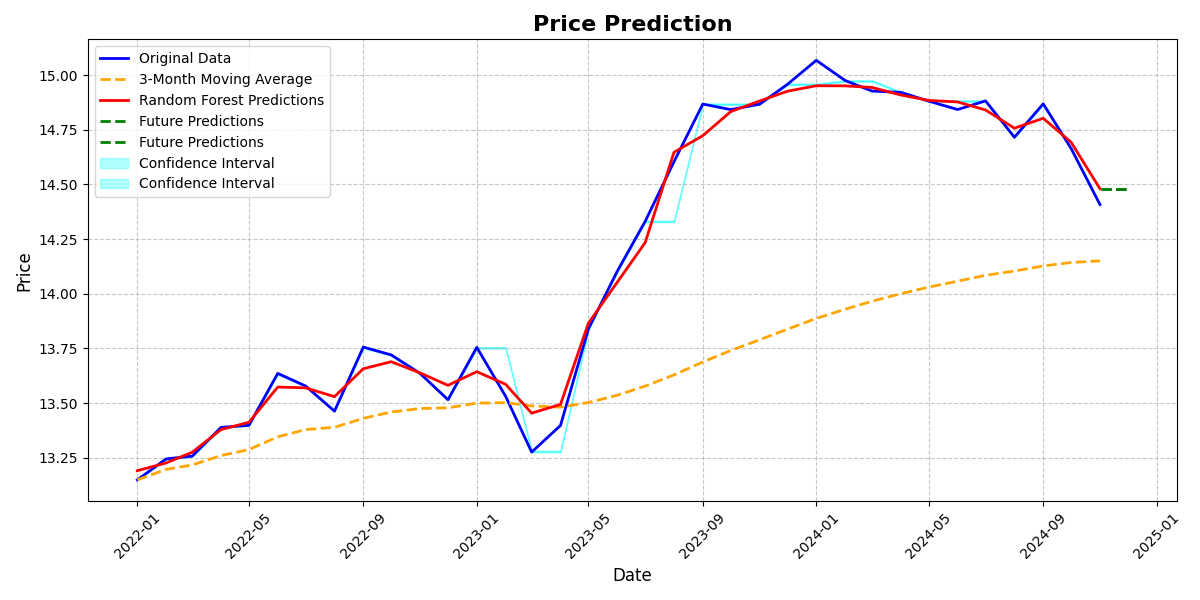 Price Prediction
Original Data
3-Month Moving Average
Random Forest Predictions
Future Predictions
Future Predictions
Confidence Interval
Confidence Interval
Price
15.00
14.75
14.50
14.25
14.00
13.75
13.50
13.25
2022-01
2022-05
2022-09
2023-01
2023-05
2023-09
2024-01
2024-05
2024-09
2025-01
Date